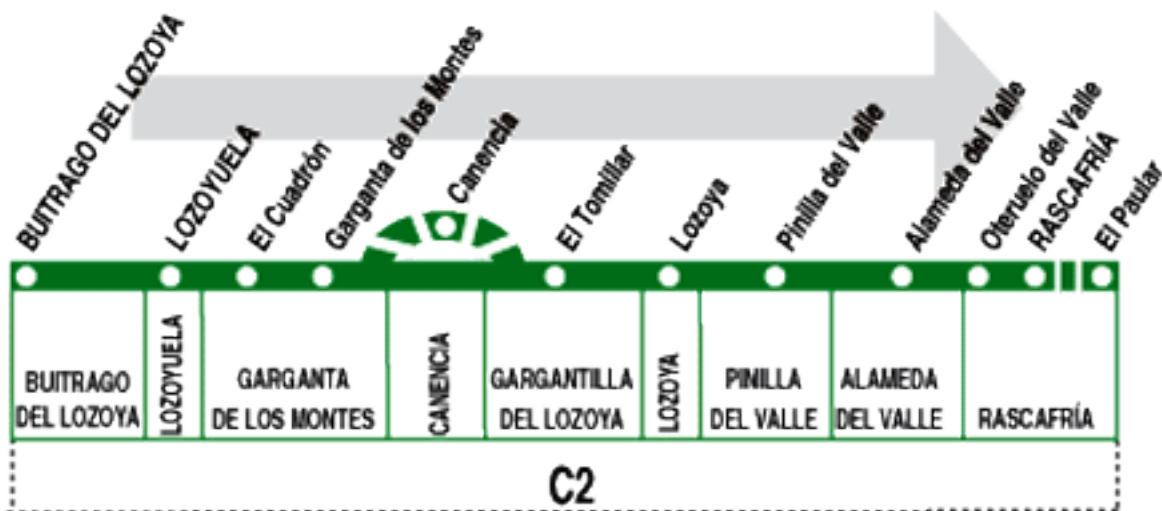 BUITRAGO DEL LOZOYA
LOZOYUELA
El Cuadrón
Garganta de los Montes
Canencia
El Tomillar
Lozoya
Pinilla del Valle
Alameda del Valle
Oteruelo del Valle
RASCAFRÍA
El Paular
BUITRAGO
DEL LOZOYA
LOZOYUELA
GARGANTA
DE LOS MONTES
CANENCIA
GARGANTILLA
DEL LOZOYA
LOZOYA
PINILLA
DEL VALLE
ALAMEDA
DEL VALLE
RASCAFRÍA
C2